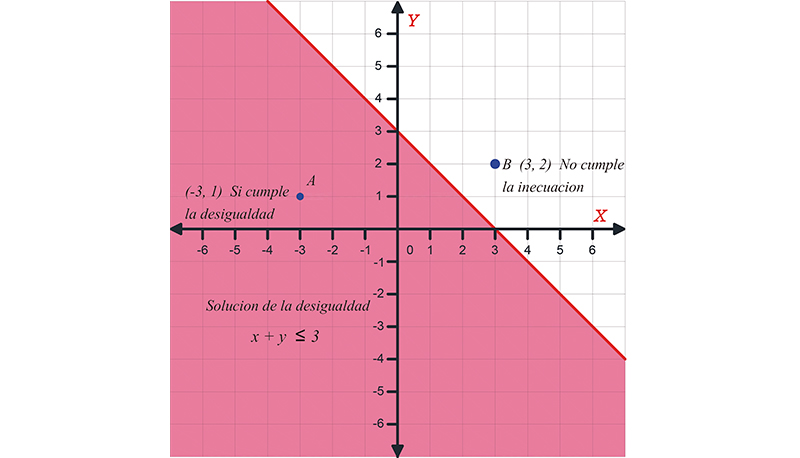 Y
6
5
4
3
2
1
B (3, 2) No cumple
la inecuacion
A
(-3, 1) Si cumple
la desigualdad
X
-6 -5 -4 -3 -2 -1 0 1 2 3 4 5 6
-1
-2
Solucion de la desigualdad
x + y ≤ 3
-3
-4
-5
-6